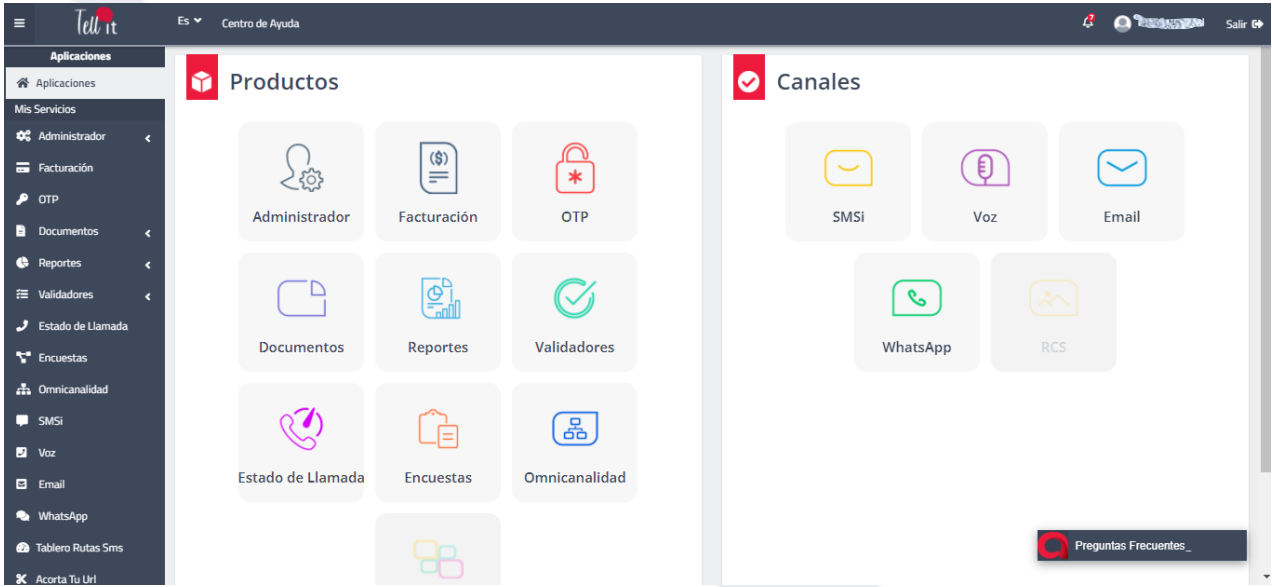 Tell it
Es
Centro de Ayuda
2
Salir
Aplicaciones
Aplicaciones
Mis Servicios
Administrador
Facturación
OTP
Documentos
Reportes
Validadores
Estado de Llamada
Encuestas
Omnicanalidad
SMSi
Voz
Email
WhatsApp
Tablero Rutas Sms
Acorta Tu Url
Productos
($)
Administrador
Facturación
OTP
Documentos
Reportes
Validadores
Estado de Llamada
Encuestas
Omnicanalidad
Canales
SMSi
Voz
Email
WhatsApp
RCS
Preguntas Frecuentes_